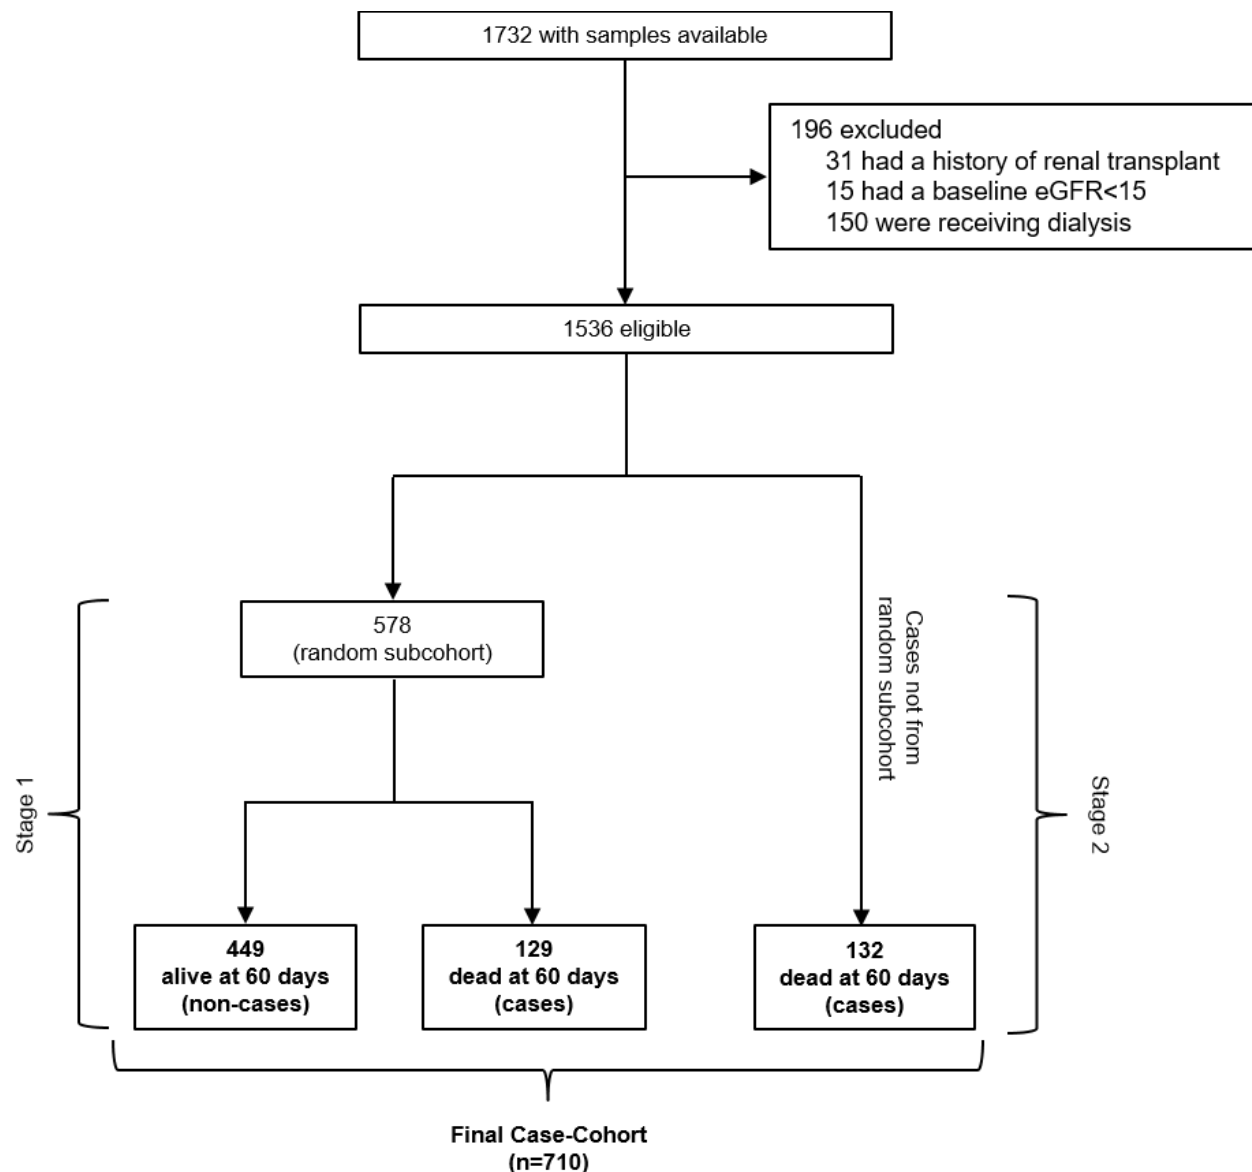 1732 with samples available
196 excluded
31 had a history of renal transplant
15 had a baseline eGFR<15
150 were receiving dialysis
1536 eligible
578
(random subcohort)
Cases not from
random subcohort
Stage 1
Stage 2
449
alive at 60 days
(non-cases)
129
dead at 60 days
(cases)
132
dead at 60 days
(cases)
Final Case-Cohort
(n=710)